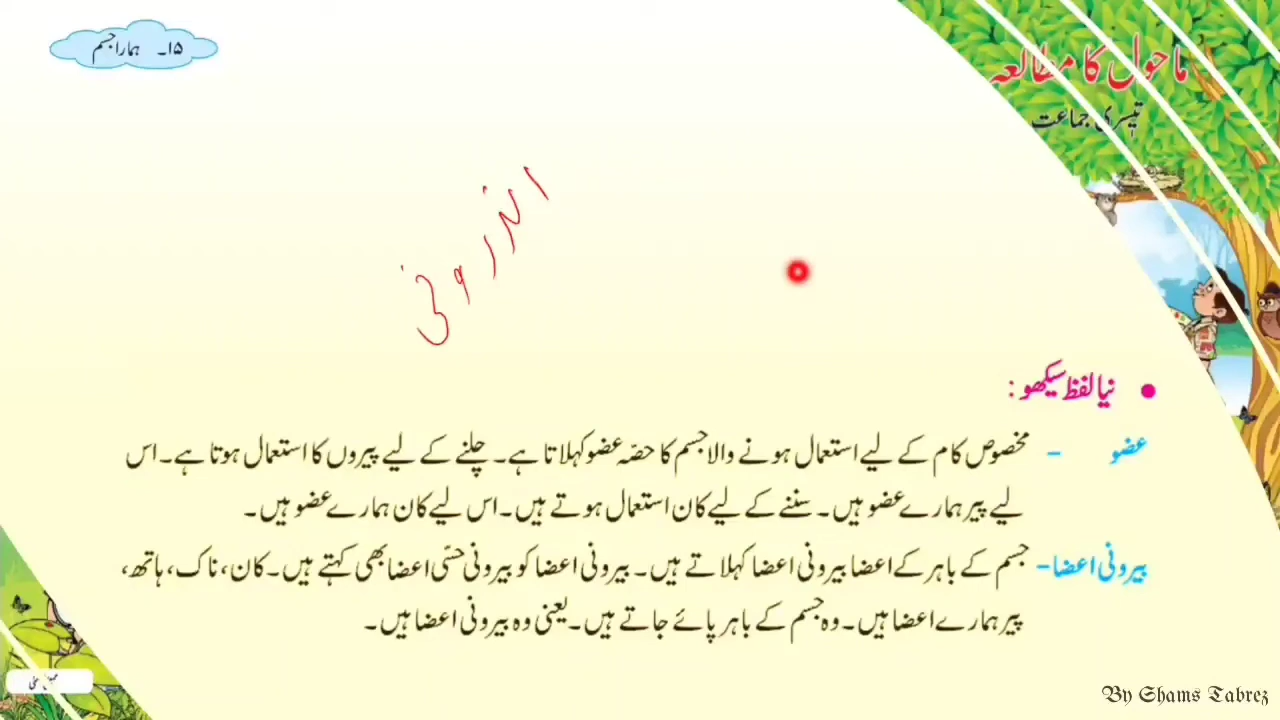 ماحول کا مطالعہ
تیسری جماعت
۱۵۔ ہمارا جسم
اندرونی
• نیا لفظ سیکھو :
عضو - مخصوص کام کے لیے استعمال ہونے والا جسم کا حصّہ عضو کہلاتا ہے۔ چلنے کے لیے پیروں کا استعمال ہوتا ہے۔ اس
لیے پیر ہمارے عضو ہیں۔ سننے کے لیے کان استعمال ہوتے ہیں۔ اس لیے کان ہمارے عضو ہیں۔
بیرونی اعضا- جسم کے باہر کے اعضا بیرونی اعضا کہلاتے ہیں۔ بیرونی اعضا کو بیرونی حسّی اعضا بھی کہتے ہیں۔ کان، ناک، ہاتھ،
پیر ہمارے اعضا ہیں۔ وہ جسم کے باہر پائے جاتے ہیں۔ یعنی وہ بیرونی اعضا ہیں۔
By Shams Tabrez